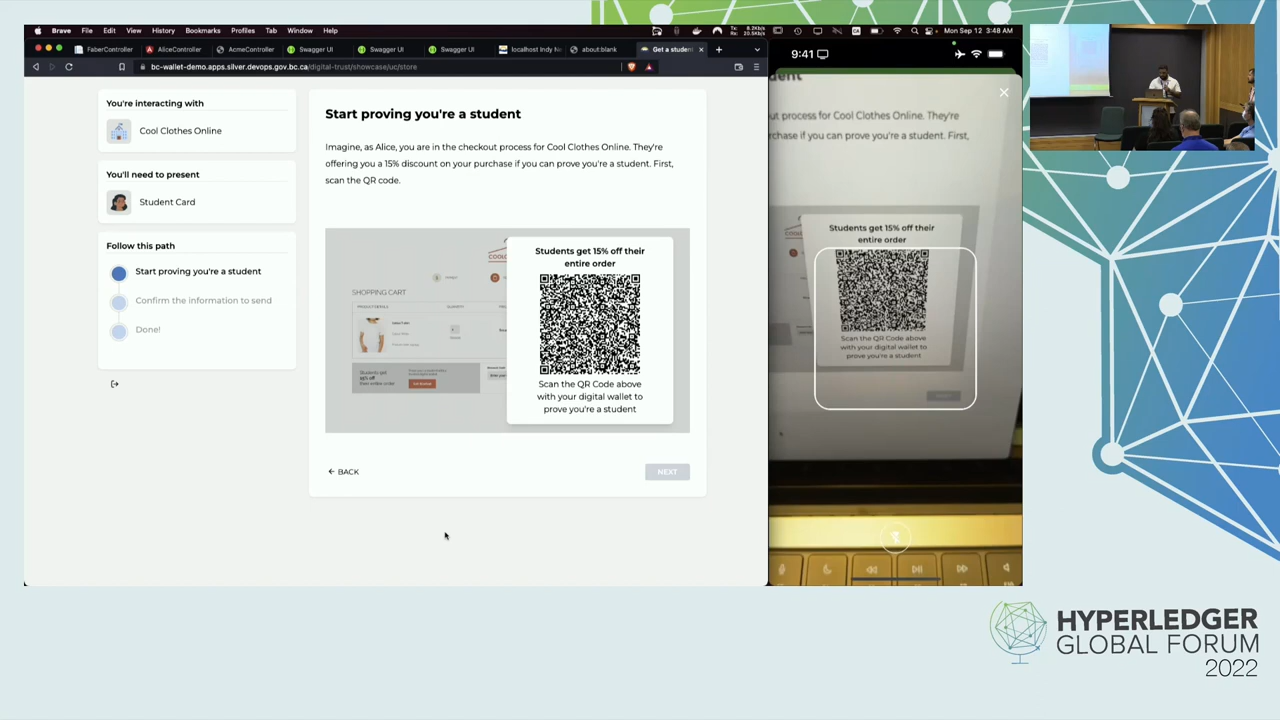 Brave File Edit View History Bookmarks Profiles Tab Window Help
Mon Sep 12 3:48 AM
FaberController AliceController AcmeController Swagger UI Swagger UI Swagger UI localhost Indy Ne about:blank Get a studen
bc-wallet-demo.apps.silver.devops.gov.bc.ca/digital-trust/showcase/uc/store
You're interacting with
Cool Clothes Online
You'll need to present
Student Card
Follow this path
Start proving you're a student
Confirm the information to send
Done!
Start proving you're a student
Imagine, as Alice, you are in the checkout process for Cool Clothes Online. They're
offering you a 15% discount on your purchase if you can prove you're a student. First,
scan the QR code.
SHOPPING CART
Students get 15% off their
entire order
Scan the QR Code above
with your digital wallet to
prove you're a student
BACK
NEXT
9:41
dent
ut process for Cool Clothes Online. They're
rchase if you can prove you're a student. First,
Students get 15% off their
entire order
Scan the QR Code above
with your digital wallet to
prove you're a student
HYPERLEDGER
GLOBAL FORUM
2022